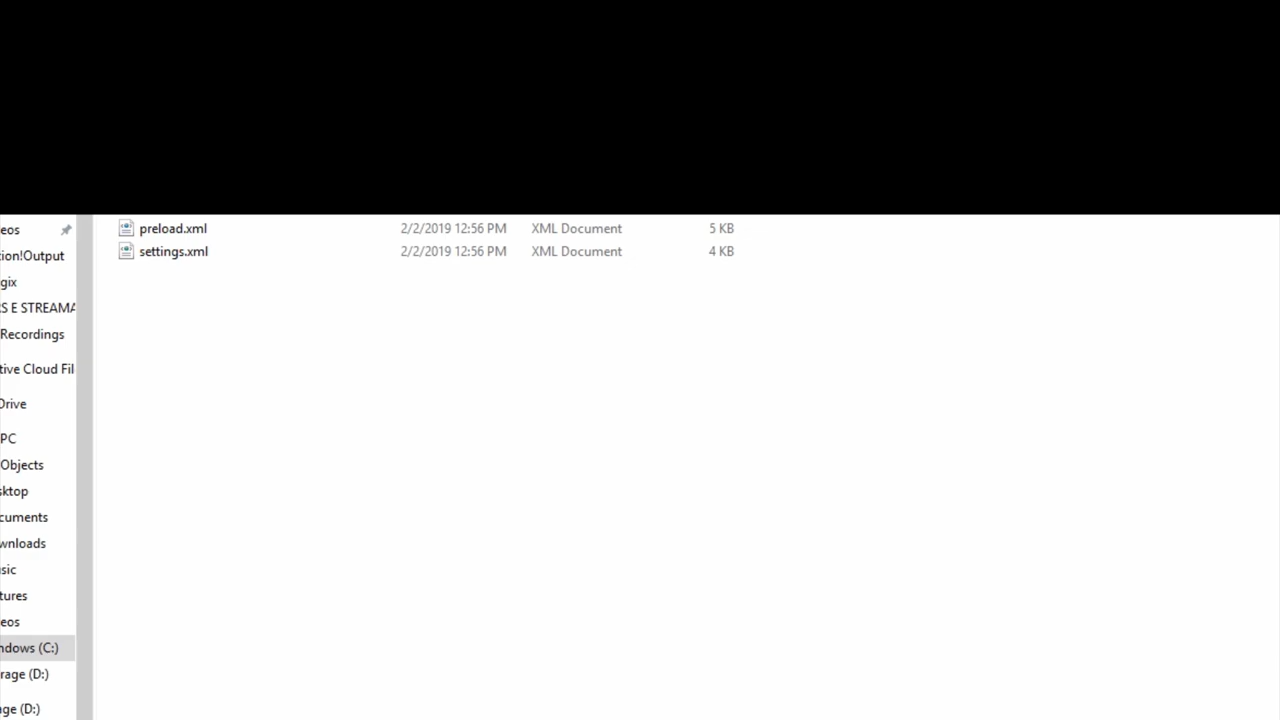 eos
preload.xml 2/2/2019 12:56 PM XML Document 5 KB
settings.xml 2/2/2019 12:56 PM XML Document 4 KB
ion!Output
gix
S E STREAMA
Recordings
tive Cloud Fil
Drive
PC
Objects
sktop
cuments
wnloads
sic
tures
eos
ndows (C:)
rage (D:)
age (D:)